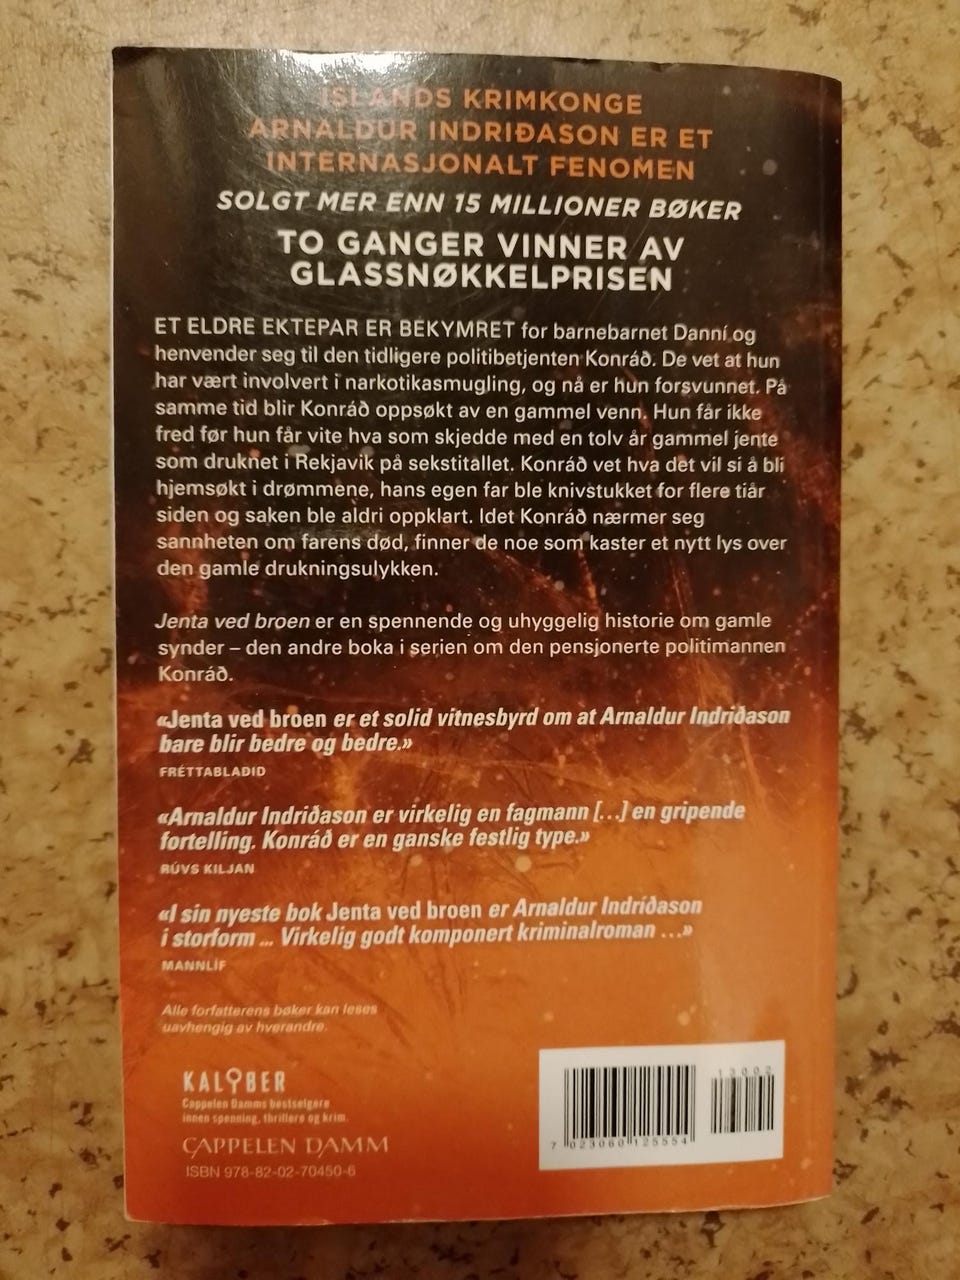 ISLANDS KRIMKONGE
ARNALDUR INDRIÐASON ER ET
INTERNASJONALT FENOMEN
SOLGT MER ENN 15 MILLIONER BØKER
TO GANGER VINNER AV
GLASSNØKKELPRISEN
ET ELDRE EKTEPAR ER BEKYMRET for barnebarnet Danní og
henvender seg til den tidligere politibetjenten Konráð. De vet at hun
har vært involvert i narkotikasmugling, og nå er hun forsvunnet. På
samme tid blir Konráð oppsøkt av en gammel venn. Hun får ikke
fred før hun får vite hva som skjedde med en tolv år gammel jente
som druknet i Rekjavik på sekstitallet. Konráð vet hva det vil si å bli
hjemsøkt i drømmene, hans egen far ble knivstukket for flere tiår
siden og saken ble aldri oppklart. Idet Konráð nærmer seg
sannheten om farens død, finner de noe som kaster et nytt lys over
den gamle drukningsulykken.
Jenta ved broen er en spennende og uhyggelig historie om gamle
synder – den andre boka i serien om den pensjonerte politimannen
Konráð.
«Jenta ved broen er et solid vitnesbyrd om at Arnaldur Indriðason
bare blir bedre og bedre.»
FRÉTTABLADID
«Arnaldur Indriðason er virkelig en fagmann [...] en gripende
fortelling. Konráð er en ganske festlig type.»
RÚVS KILJAN
«I sin nyeste bok Jenta ved broen er Arnaldur Indríðason
i storform ... Virkelig godt komponert kriminalroman ...»
MANNLÍF
Alle forfatterens bøker kan leses
uavhengig av hverandre.
KALIBER
Cappelen Damms bestselgere
innen spenning, thrillere og krim.
CAPPELEN DAMM
ISBN 978-82-02-70450-6
13002
7 023060 125554